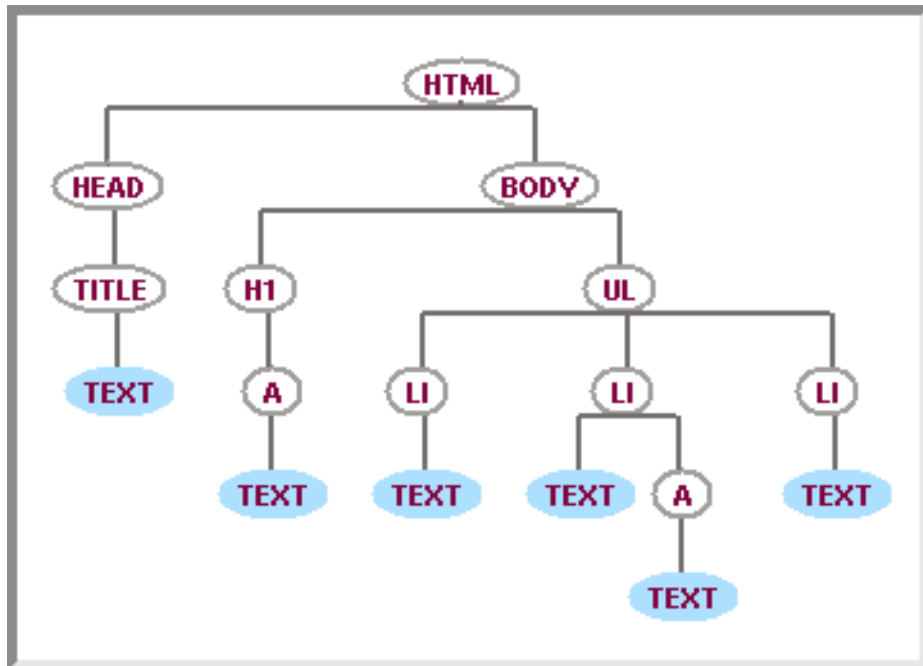 HTML
HEAD BODY
TITLE H1 UL
TEXT A LI LI LI
TEXT TEXT TEXT A TEXT
TEXT